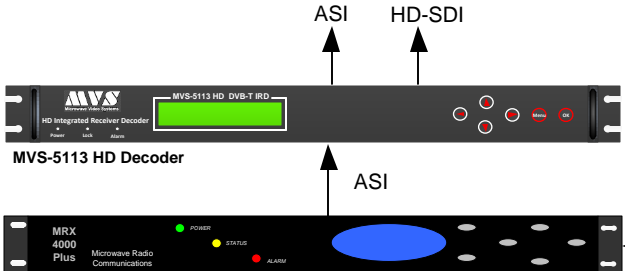 ASI HD-SDI
MVS
Microwave Video Systems
MVS-5113 HD DVB-T IRD
HD Integrated Receiver Decoder
Power Lock Alarm
Menu OK
MVS-5113 HD Decoder
ASI
MRX
4000
Plus
Microwave Radio
Communications
POWER
STATUS
ALARM